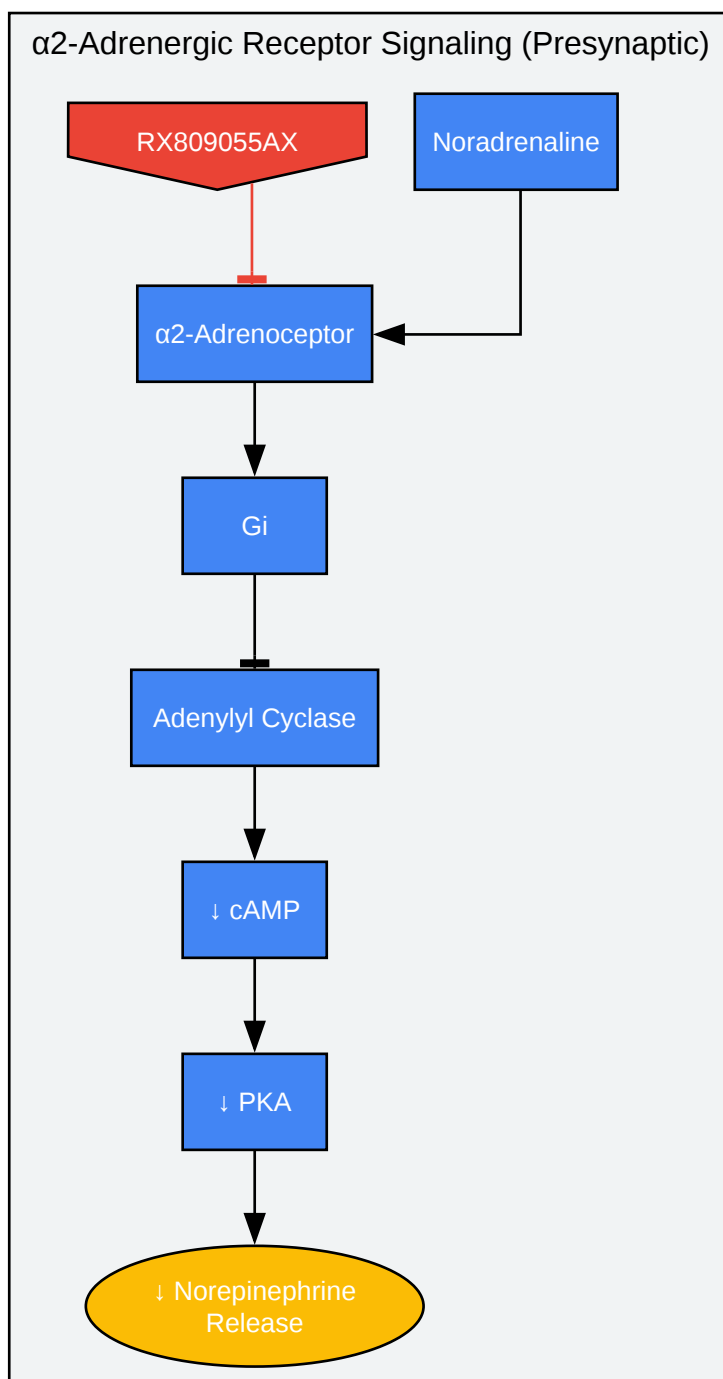 α2-Adrenergic Receptor Signaling (Presynaptic)
RX809055AX
Noradrenaline
α2-Adrenoceptor
Gi
Adenylyl Cyclase
↓ cAMP
↓ PKA
↓ Norepinephrine
Release